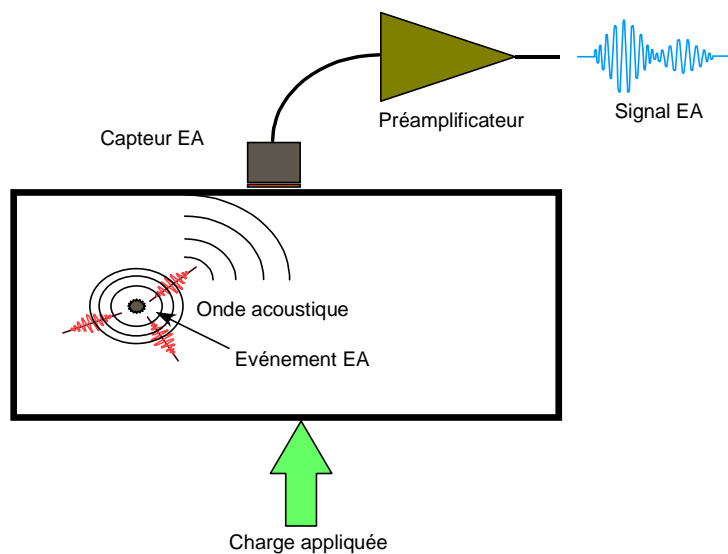 Préamplificateur
Signal EA
Capteur EA
Onde acoustique
Evénement EA
Charge appliquée